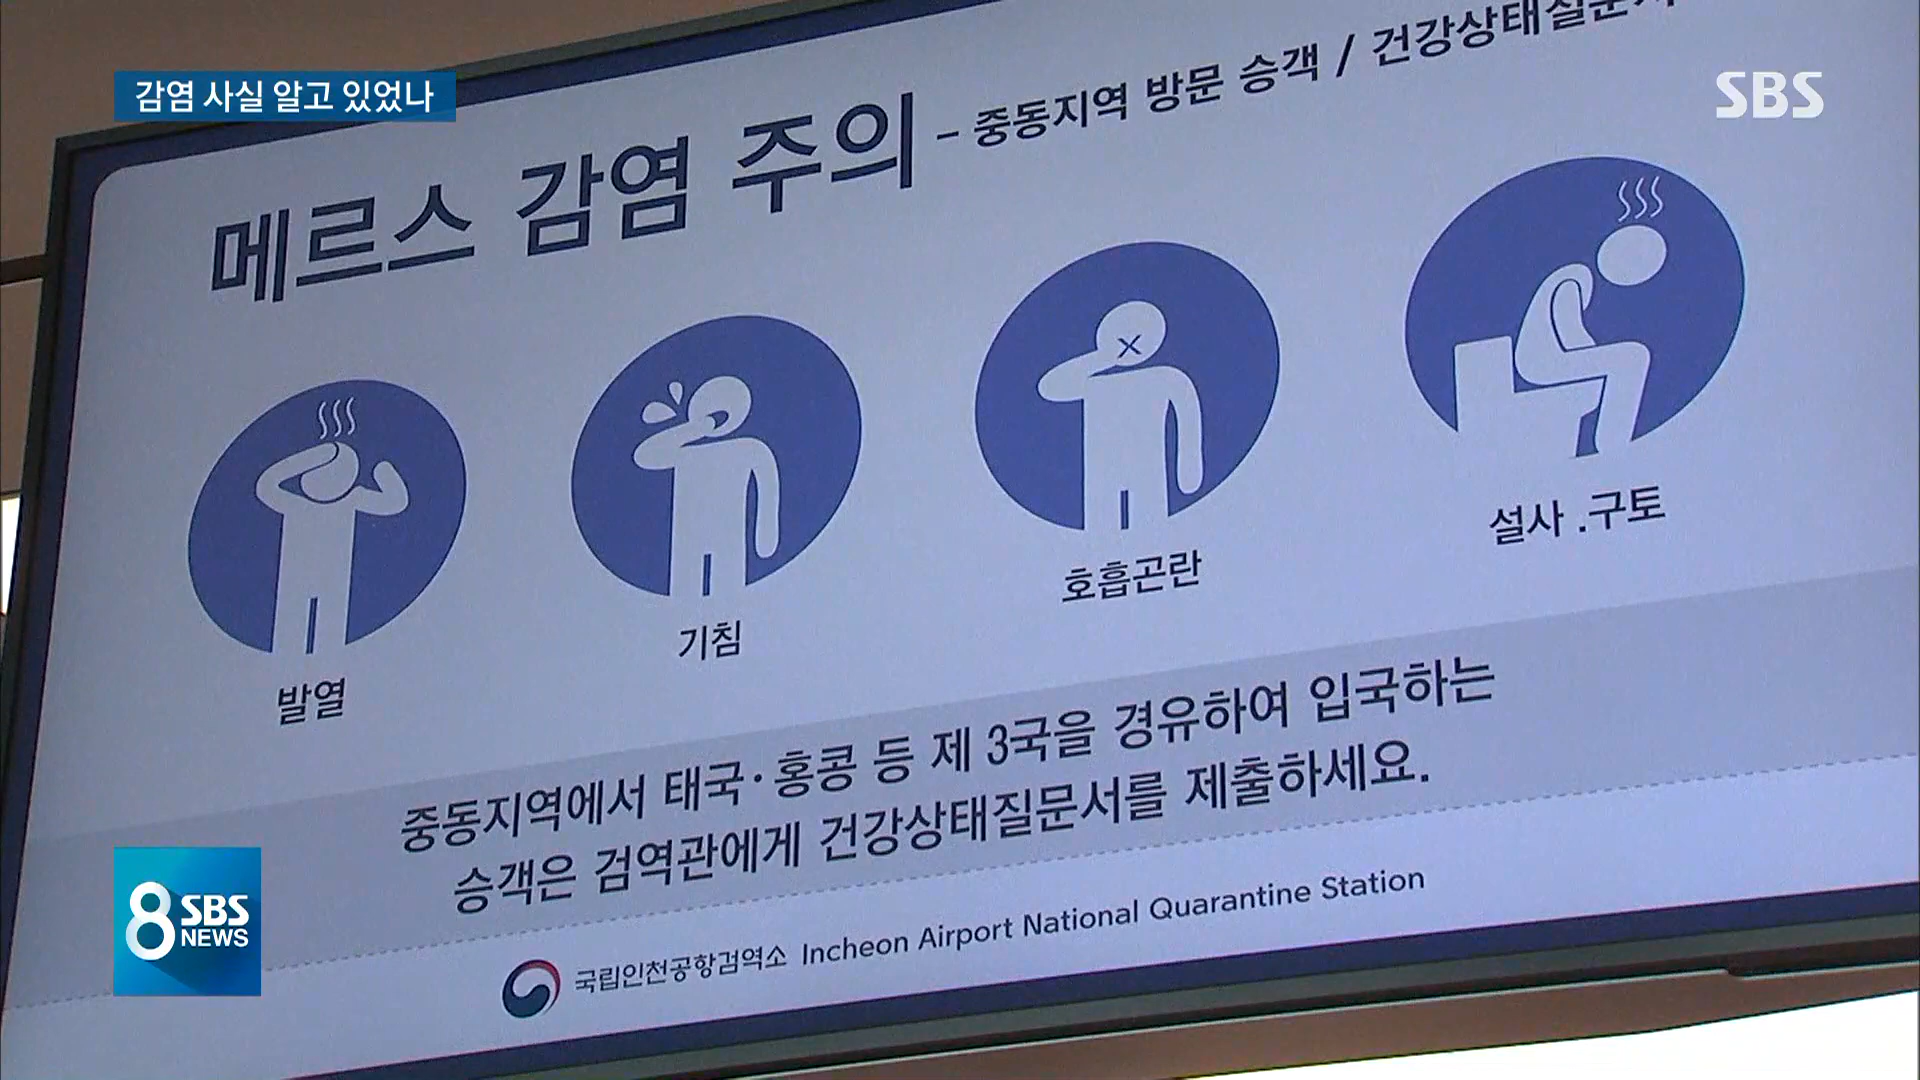 감염 사실 알고 있었나
SBS
메르스 감염 주의 - 중동지역 방문 승객 / 건강상태질문서
발열
기침
호흡곤란
설사 .구토
중동지역에서 태국·홍콩 등 제 3국을 경유하여 입국하는
승객은 검역관에게 건강상태질문서를 제출하세요.
국립인천공항검역소 Incheon Airport National Quarantine Station
8 SBS
NEWS